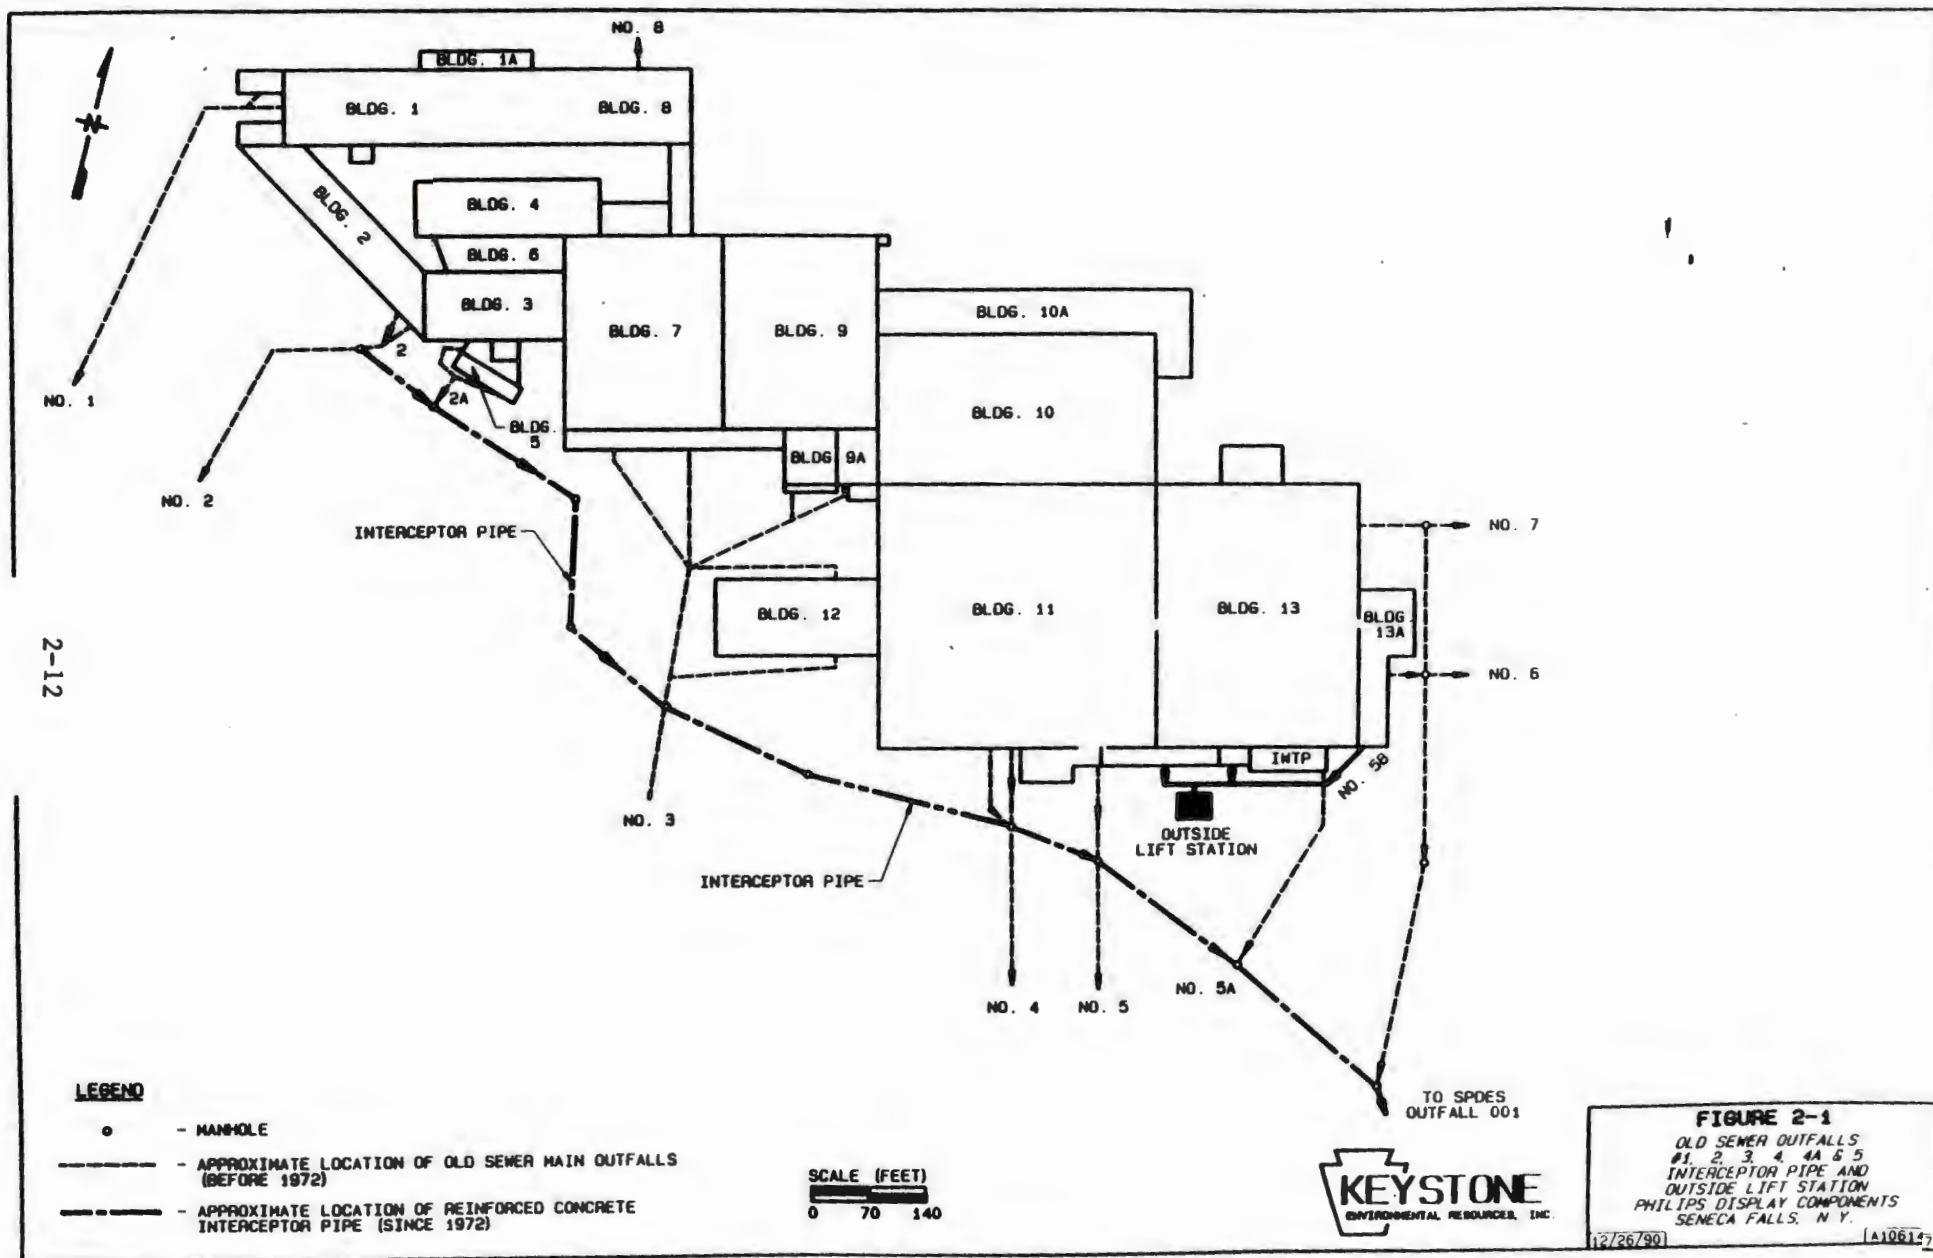 NO. 8
BLDG. 1A
BLDG. 1
BLDG. 8
N
BLDG. 2
BLDG. 4
BLDG. 6
BLDG. 3
BLDG. 7
BLDG. 9
BLDG. 10A
2
2A
NO. 1
BLDG.
5
BLDG. 10
NO. 2
BLDG
9A
INTERCEPTOR PIPE
NO. 7
BLDG. 12
BLDG. 11
BLDG. 13
BLDG.
13A
2-12
NO. 6
IWTP
NO. 5B
NO. 3
OUTSIDE
LIFT STATION
INTERCEPTOR PIPE
NO. 4
NO. 5
NO. 5A
TO SPDES
OUTFALL 001
LEGEND
- MANHOLE
- APPROXIMATE LOCATION OF OLD SEWER MAIN OUTFALLS
(BEFORE 1972)
- APPROXIMATE LOCATION OF REINFORCED CONCRETE
INTERCEPTOR PIPE (SINCE 1972)
SCALE (FEET)
0 70 140
KEYSTONE
ENVIRONMENTAL RESOURCES, INC.
FIGURE 2-1
OLD SEWER OUTFALLS
#1, 2, 3, 4, 4A & 5
INTERCEPTOR PIPE AND
OUTSIDE LIFT STATION
PHILIPS DISPLAY COMPONENTS
SENECA FALLS, N Y.
12/26/90